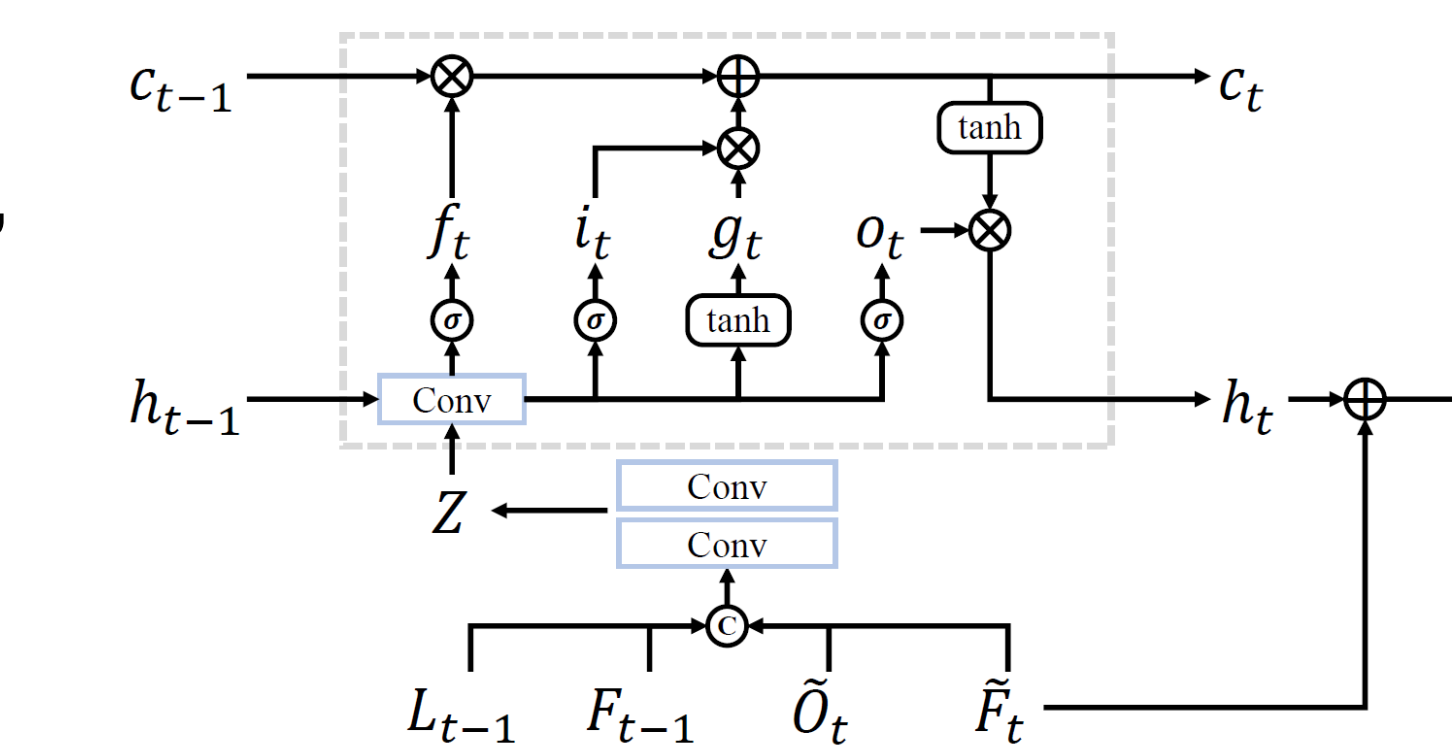 c_{t-1} c_t
tanh
f_t i_t g_t o_t
σ σ tanh σ
h_{t-1} Conv h_t
Z Conv
Conv
C
L_{t-1} F_{t-1} Õ_t F̃_t